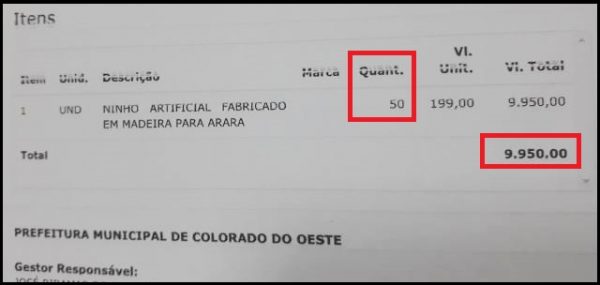 Itens
Item Unid. Descrição Marca Quant. Vl. Unit. Vl. Total
1 UND NINHO ARTIFICIAL FABRICADO EM MADEIRA PARA ARARA 50 199,00 9.950,00
Total 9.950.00
PREFEITURA MUNICIPAL DE COLORADO DO OESTE
Gestor Responsável: